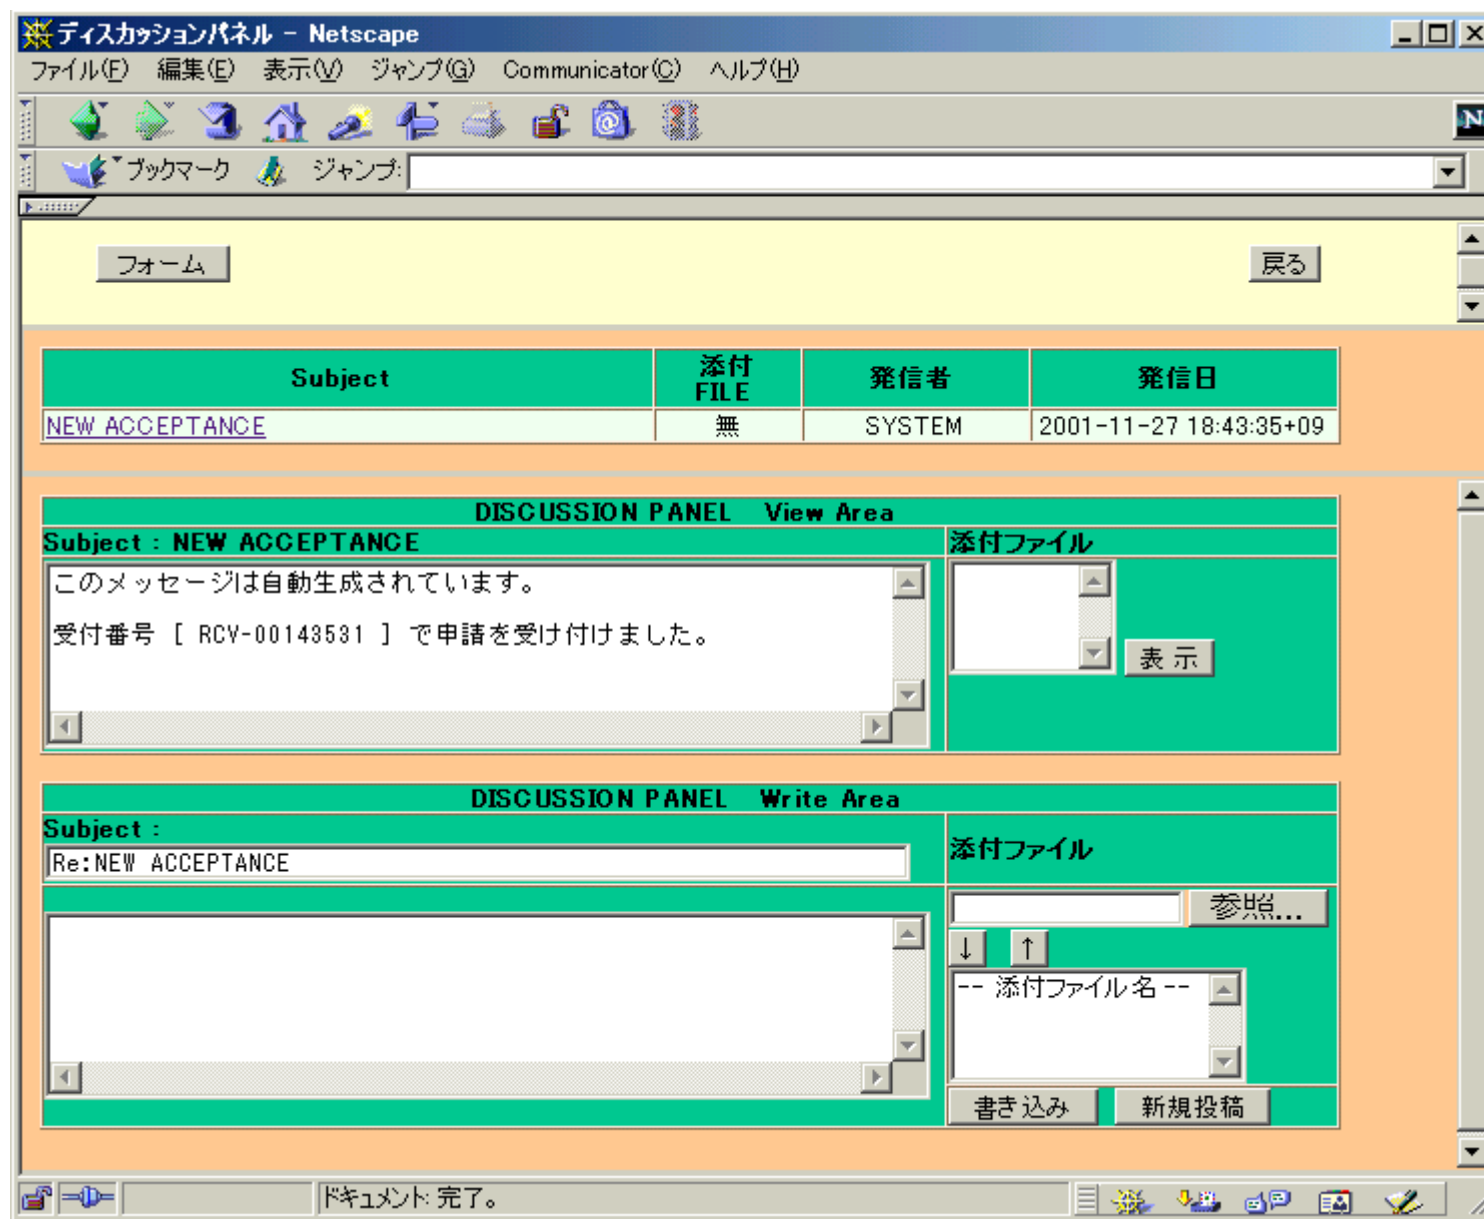 ディスカッションパネル - Netscape
ファイル(F) 編集(E) 表示(V) ジャンプ(G) Communicator(C) ヘルプ(H)
N
ブックマーク ジャンプ:
フォーム 戻る
Subject 添付 FILE 発信者 発信日
NEW ACCEPTANCE 無 SYSTEM 2001-11-27 18:43:35+09
DISCUSSION PANEL View Area
Subject : NEW ACCEPTANCE 添付ファイル
このメッセージは自動生成されています。
受付番号 [ RCV-00143531 ] で申請を受け付けました。
表 示
DISCUSSION PANEL Write Area
Subject :
添付ファイル
Re:NEW ACCEPTANCE
参照...
↓ ↑
-- 添付ファイル名 --
書き込み 新規投稿
ドキュメント: 完了。